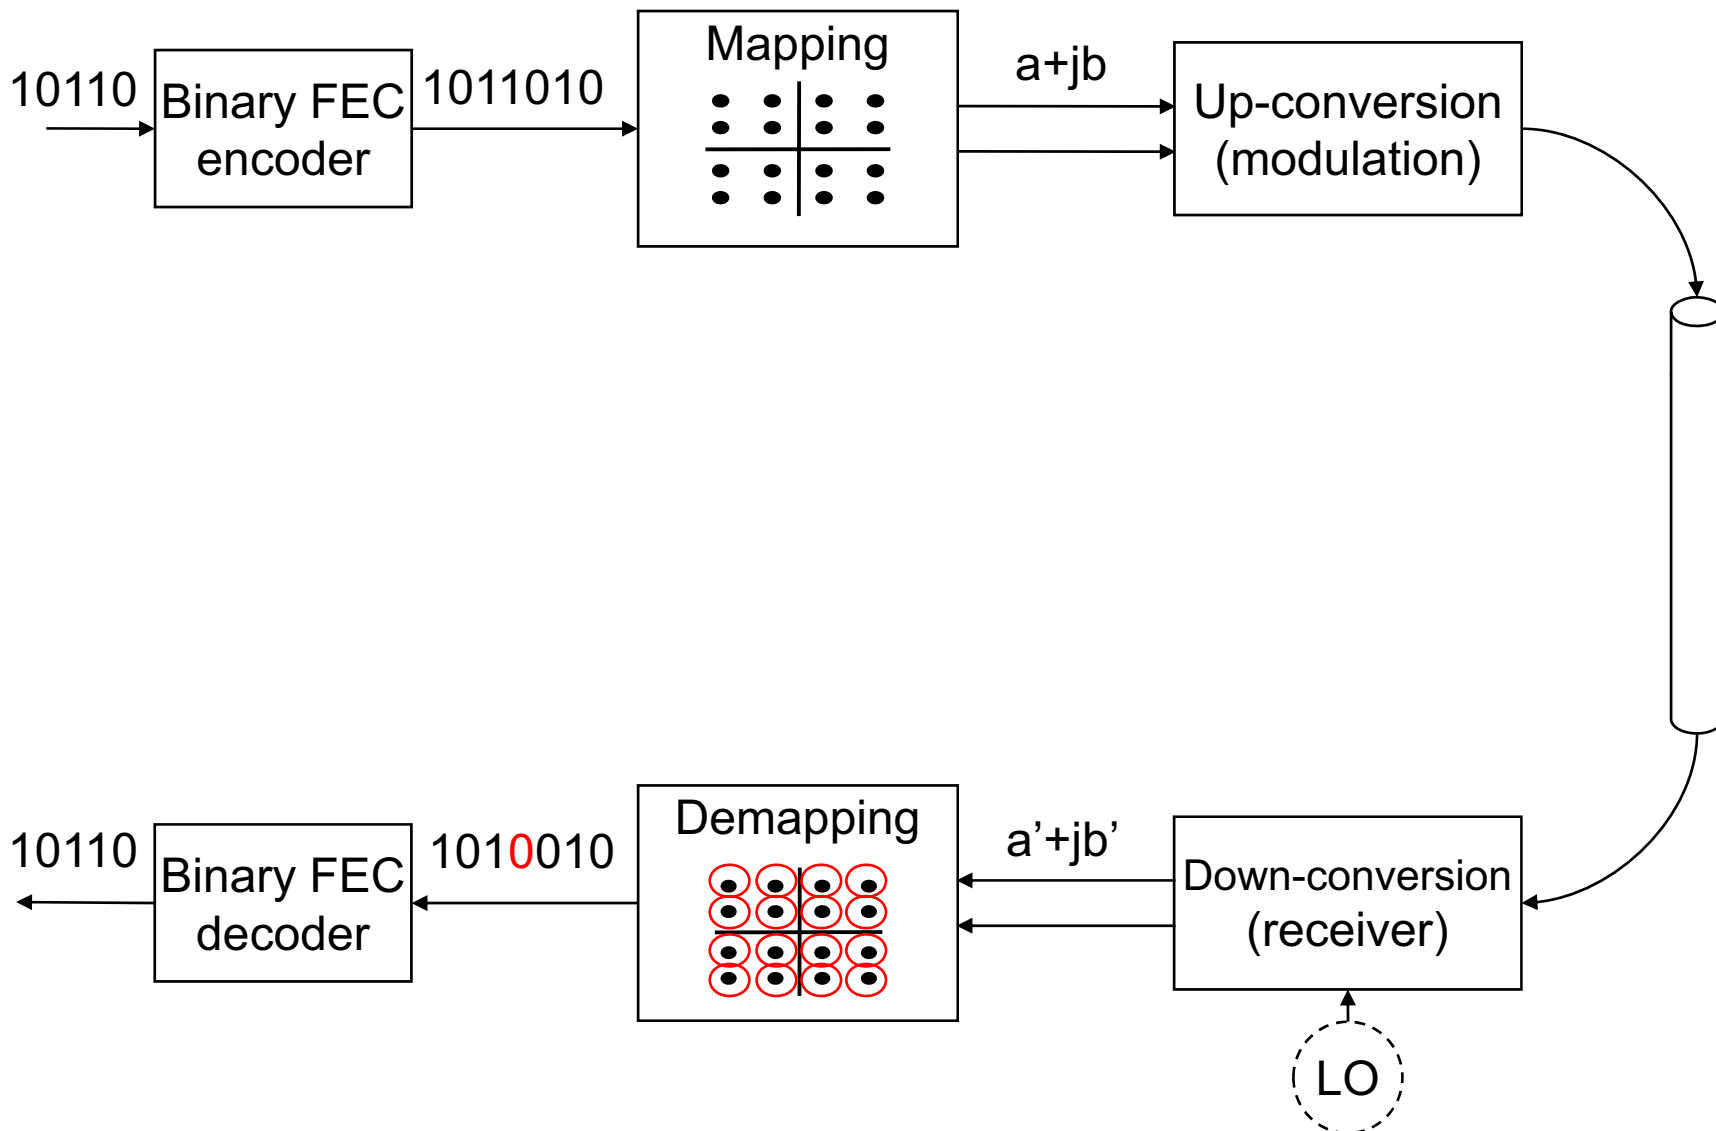 10110
Binary FEC
encoder
1011010
Mapping
a+jb
Up-conversion
(modulation)
10110
Binary FEC
decoder
1010010
Demapping
a’+jb’
Down-conversion
(receiver)
LO